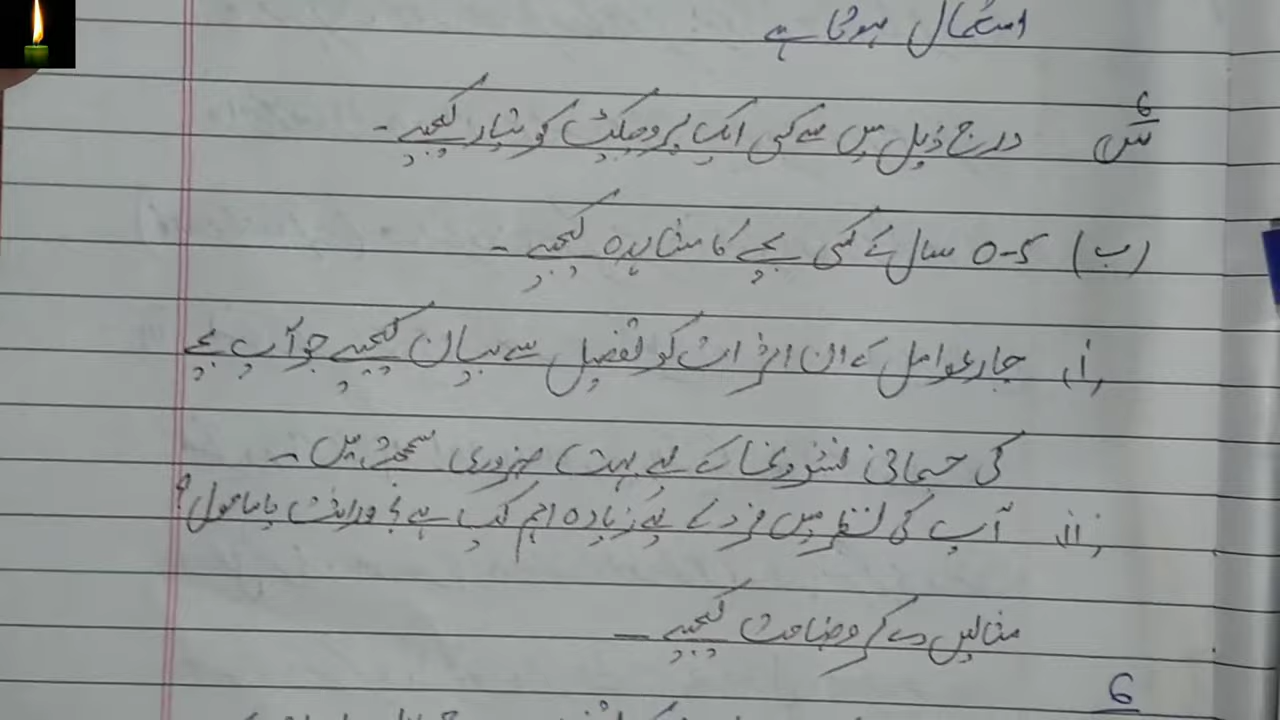 استعمال ہوتا ہے
س 6 درج ذیل میں سے کسی ایک پروجیکٹ کو تیار کیجیے۔
(ب) 0-5 سال کے کسی بچے کا مشاہدہ کیجیے۔
i. چار عوامل کے ان اثرات کو تفصیل سے بیان کیجیے جو آپ بچے
کی جسمانی نشوونما کے لیے بہت ضروری سمجھتے ہیں۔
ii. آپ کی نظر میں فرد کے لیے زیادہ اہم کیا ہے؟ وراثت یا ماحول؟
مثالیں دے کر وضاحت کیجیے۔
6